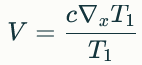 V = \frac{c\nabla_x T_1}{T_1}